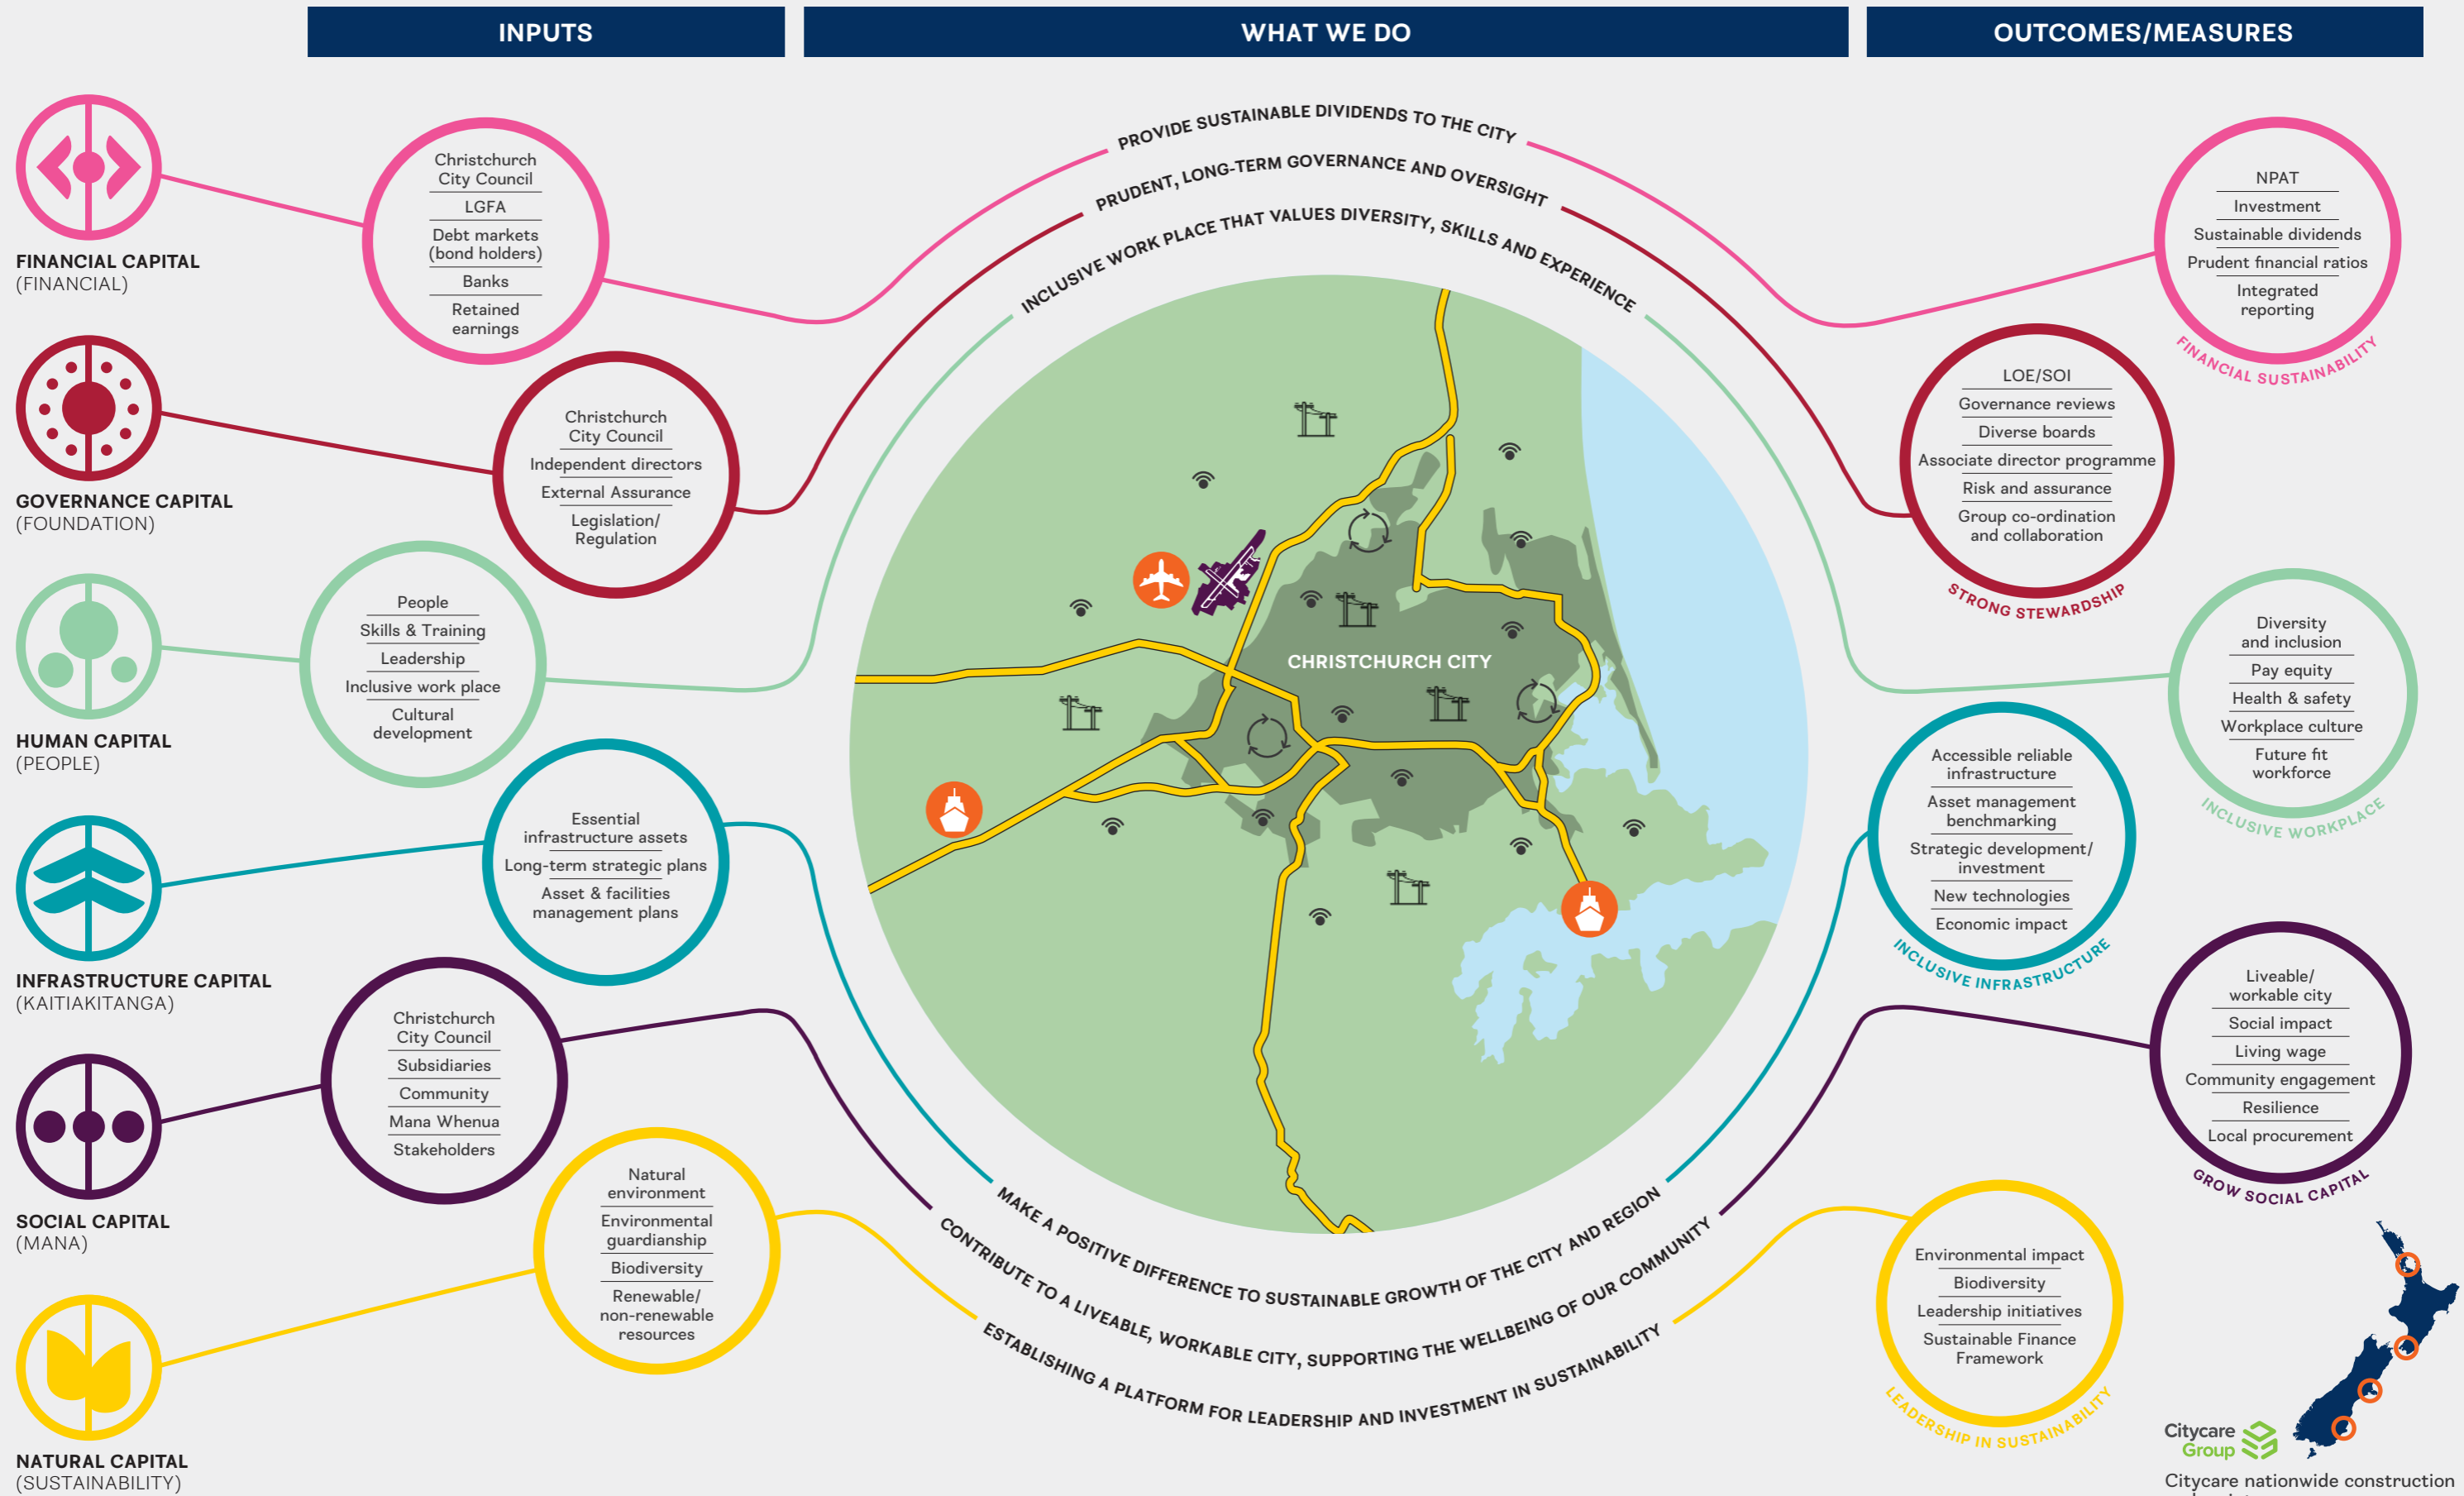 INPUTS
WHAT WE DO
OUTCOMES/MEASURES
FINANCIAL CAPITAL
(FINANCIAL)
GOVERNANCE CAPITAL
(FOUNDATION)
HUMAN CAPITAL
(PEOPLE)
INFRASTRUCTURE CAPITAL
(KAITIAKITANGA)
SOCIAL CAPITAL
(MANA)
NATURAL CAPITAL
(SUSTAINABILITY)
Christchurch
City Council
LGFA
Debt markets
(bond holders)
Banks
Retained
earnings
Christchurch
City Council
Independent directors
External Assurance
Legislation/
Regulation
People
Skills & Training
Leadership
Inclusive work place
Cultural
development
Essential
infrastructure assets
Long-term strategic plans
Asset & facilities
management plans
Christchurch
City Council
Subsidiaries
Community
Mana Whenua
Stakeholders
Natural
environment
Environmental
guardianship
Biodiversity
Renewable/
non-renewable
resources
PROVIDE SUSTAINABLE DIVIDENDS TO THE CITY
PRUDENT, LONG-TERM GOVERNANCE AND OVERSIGHT
INCLUSIVE WORK PLACE THAT VALUES DIVERSITY, SKILLS AND EXPERIENCE
CHRISTCHURCH CITY
MAKE A POSITIVE DIFFERENCE TO SUSTAINABLE GROWTH OF THE CITY AND REGION
CONTRIBUTE TO A LIVEABLE, WORKABLE CITY, SUPPORTING THE WELLBEING OF OUR COMMUNITY
ESTABLISHING A PLATFORM FOR LEADERSHIP AND INVESTMENT IN SUSTAINABILITY
NPAT
Investment
Sustainable dividends
Prudent financial ratios
Integrated
reporting
FINANCIAL SUSTAINABILITY
LOE/SOI
Governance reviews
Diverse boards
Associate director programme
Risk and assurance
Group co-ordination
and collaboration
STRONG STEWARDSHIP
Diversity
and inclusion
Pay equity
Health & safety
Workplace culture
Future fit
workforce
INCLUSIVE WORKPLACE
Accessible reliable
infrastructure
Asset management
benchmarking
Strategic development/
investment
New technologies
Economic impact
INCLUSIVE INFRASTRUCTURE
Liveable/
workable city
Social impact
Living wage
Community engagement
Resilience
Local procurement
GROW SOCIAL CAPITAL
Environmental impact
Biodiversity
Leadership initiatives
Sustainable Finance
Framework
LEADERSHIP IN SUSTAINABILITY
Citycare
Group
Citycare nationwide construction